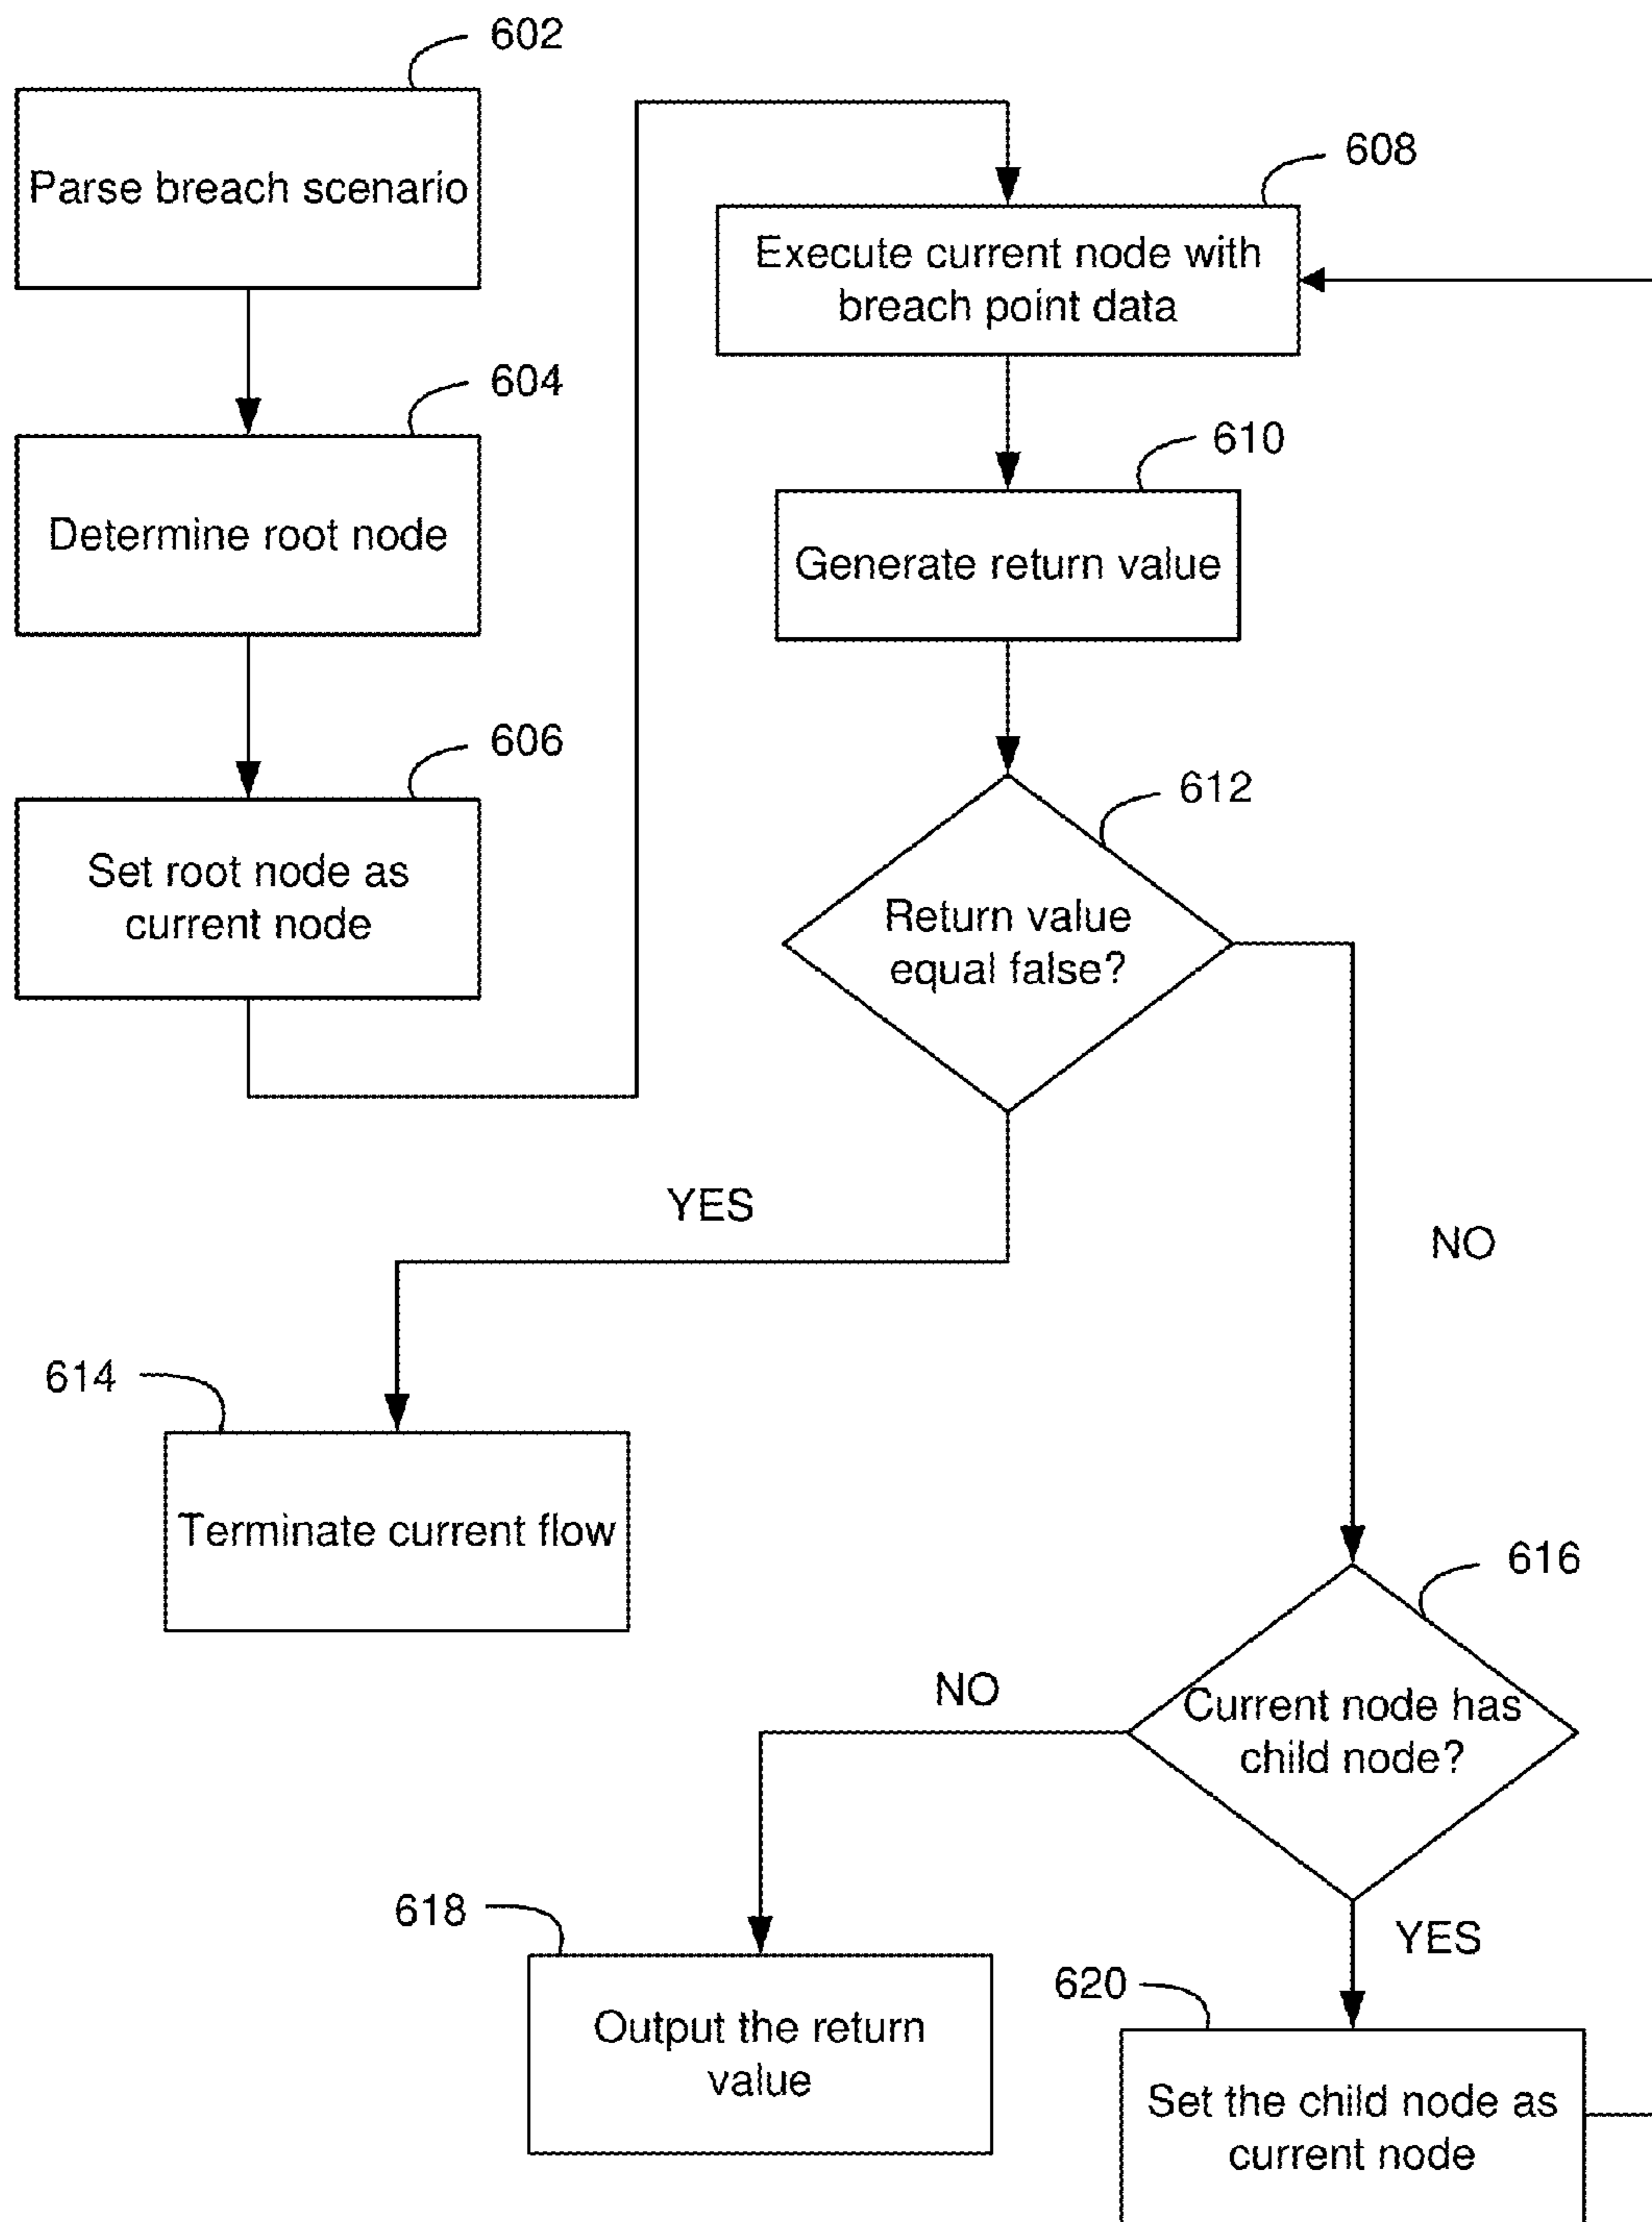 602
Parse breach scenario
604
Determine root node
606
Set root node as
current node
608
Execute current node with
breach point data
610
Generate return value
612
Return value
equal false?
YES
NO
614
Terminate current flow
616
Current node has
child node?
NO
YES
618
Output the return
value
620
Set the child node as
current node